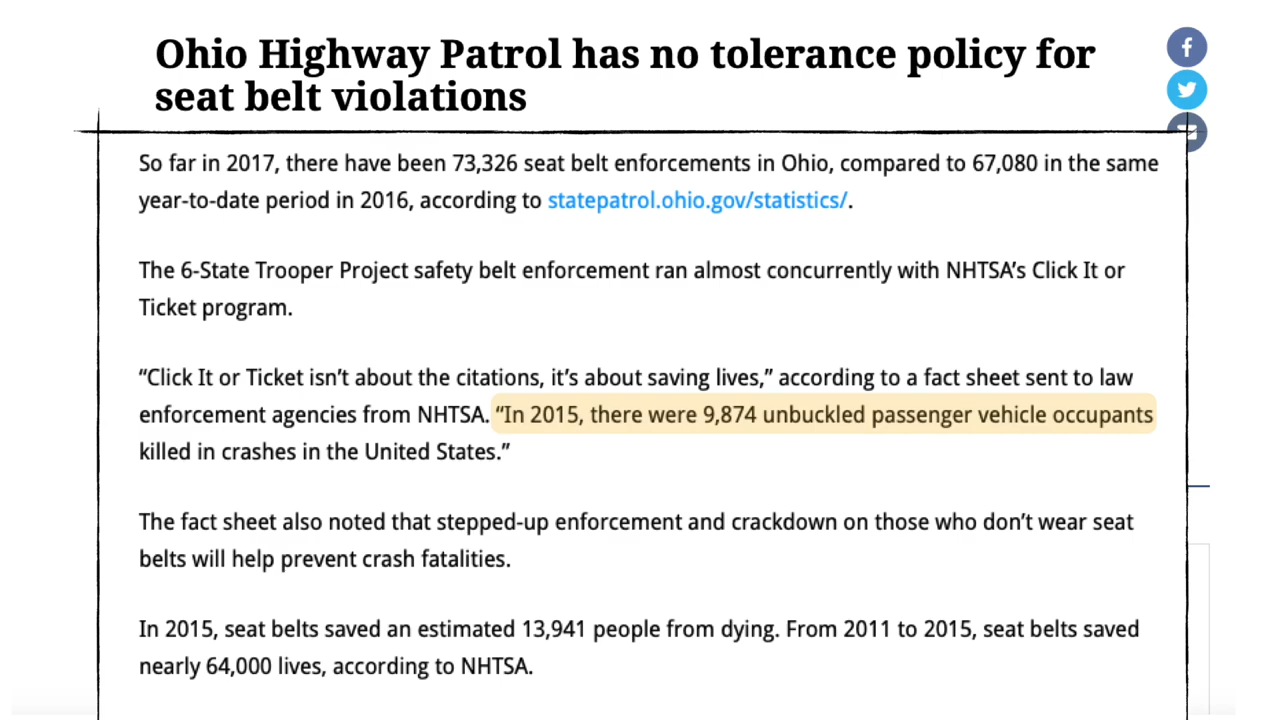 Ohio Highway Patrol has no tolerance policy for
seat belt violations
So far in 2017, there have been 73,326 seat belt enforcements in Ohio, compared to 67,080 in the same
year-to-date period in 2016, according to statepatrol.ohio.gov/statistics/.
The 6-State Trooper Project safety belt enforcement ran almost concurrently with NHTSA’s Click It or
Ticket program.
“Click It or Ticket isn’t about the citations, it’s about saving lives,” according to a fact sheet sent to law
enforcement agencies from NHTSA. “In 2015, there were 9,874 unbuckled passenger vehicle occupants
killed in crashes in the United States.”
The fact sheet also noted that stepped-up enforcement and crackdown on those who don’t wear seat
belts will help prevent crash fatalities.
In 2015, seat belts saved an estimated 13,941 people from dying. From 2011 to 2015, seat belts saved
nearly 64,000 lives, according to NHTSA.